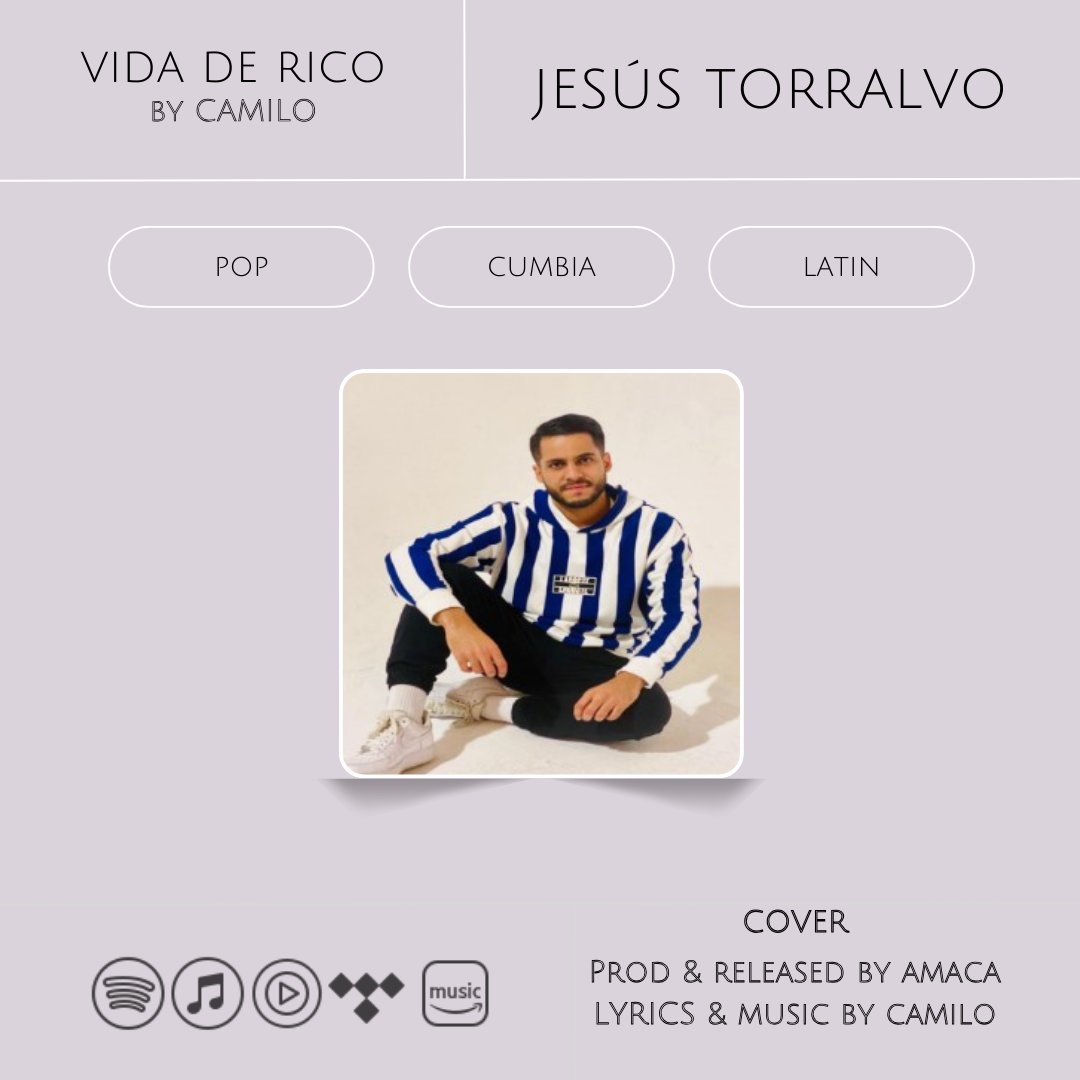 VIDA DE RICO
BY CAMILO
JESÚS TORRALVO
POP
CUMBIA
LATIN
COVER
PROD & RELEASED BY AMACA
LYRICS & MUSIC BY CAMILO
music